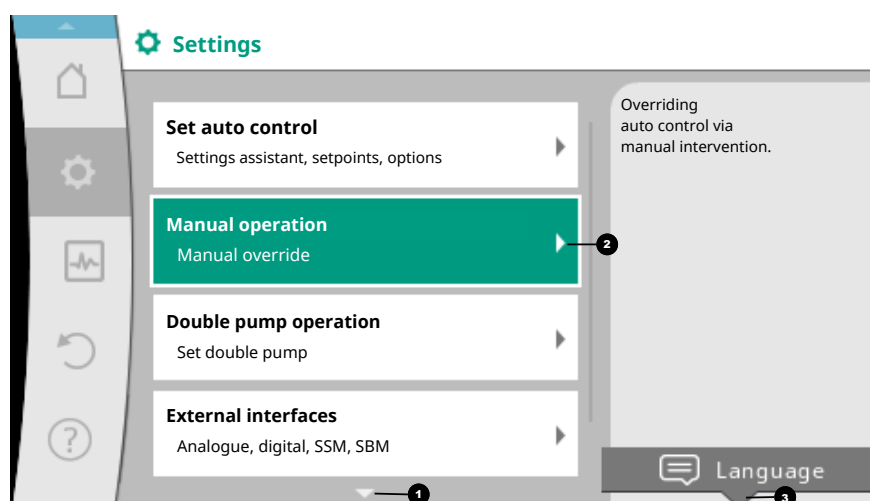 Settings
Set auto control
Settings assistant, setpoints, options
Manual operation
Manual override
2
Double pump operation
Set double pump
External interfaces
Analogue, digital, SSM, SBM
1
Overriding
auto control via
manual intervention.
?
Language
3